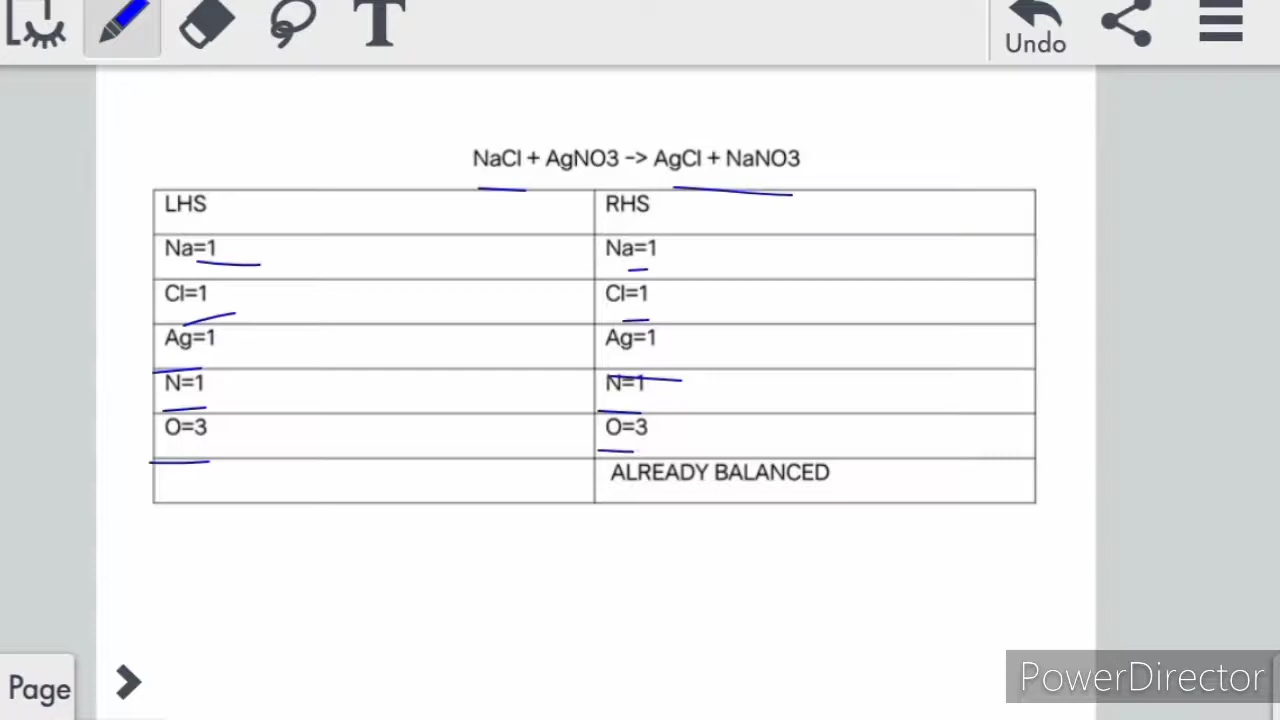 T
Undo
NaCl + AgNO3 -> AgCl + NaNO3
LHS RHS
Na=1 Na=1
Cl=1 Cl=1
Ag=1 Ag=1
N=1 N=1
O=3 O=3
ALREADY BALANCED
Page
PowerDirector